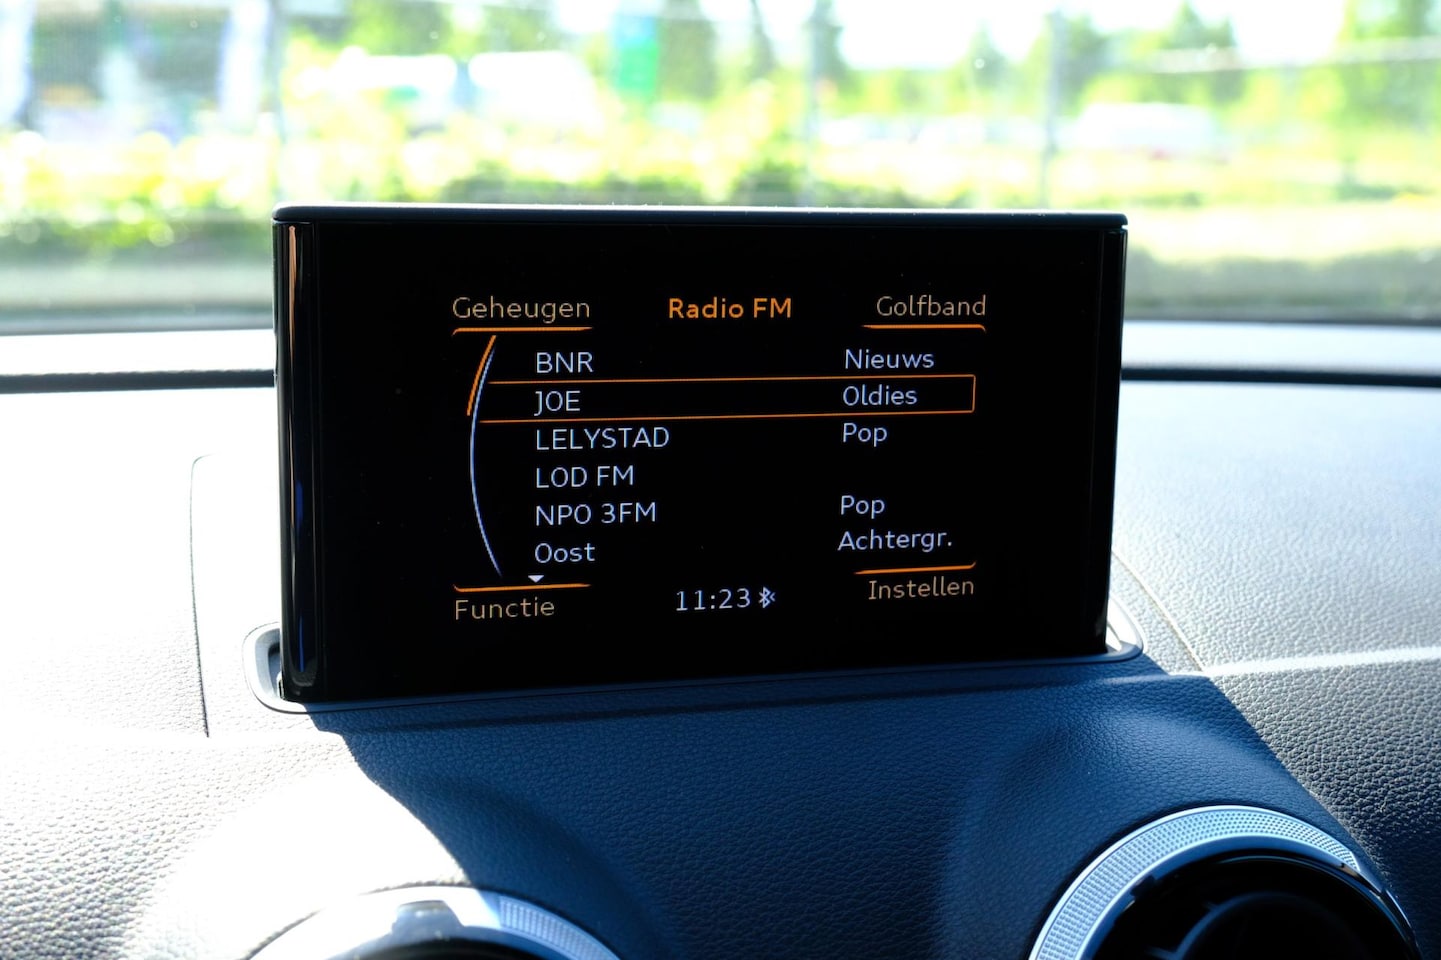 Geheugen Radio FM Golfband
BNR Nieuws
JOE Oldies
LELYSTAD Pop
LOD FM
NPO 3FM Pop
Oost Achtergr.
Functie 11:23 Instellen